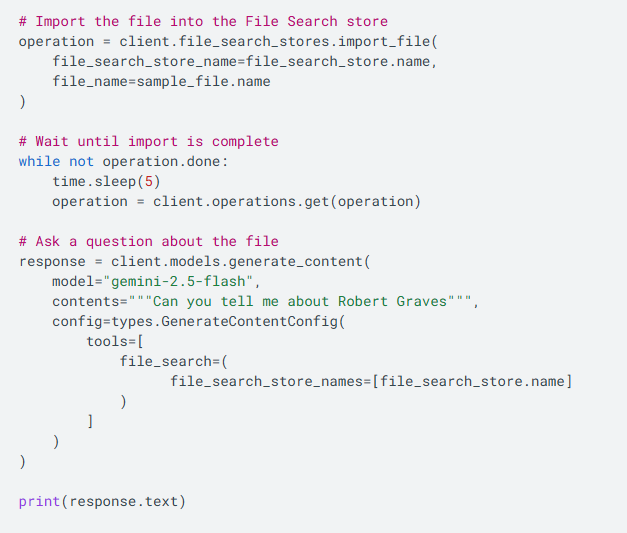 # Import the file into the File Search store
operation = client.file_search_stores.import_file(
    file_search_store_name=file_search_store.name,
    file_name=sample_file.name
)

# Wait until import is complete
while not operation.done:
    time.sleep(5)
    operation = client.operations.get(operation)

# Ask a question about the file
response = client.models.generate_content(
    model="gemini-2.5-flash",
    contents="""Can you tell me about Robert Graves""",
    config=types.GenerateContentConfig(
        tools=[
            file_search=(
                  file_search_store_names=[file_search_store.name]
            )
        ]
    )
)

print(response.text)